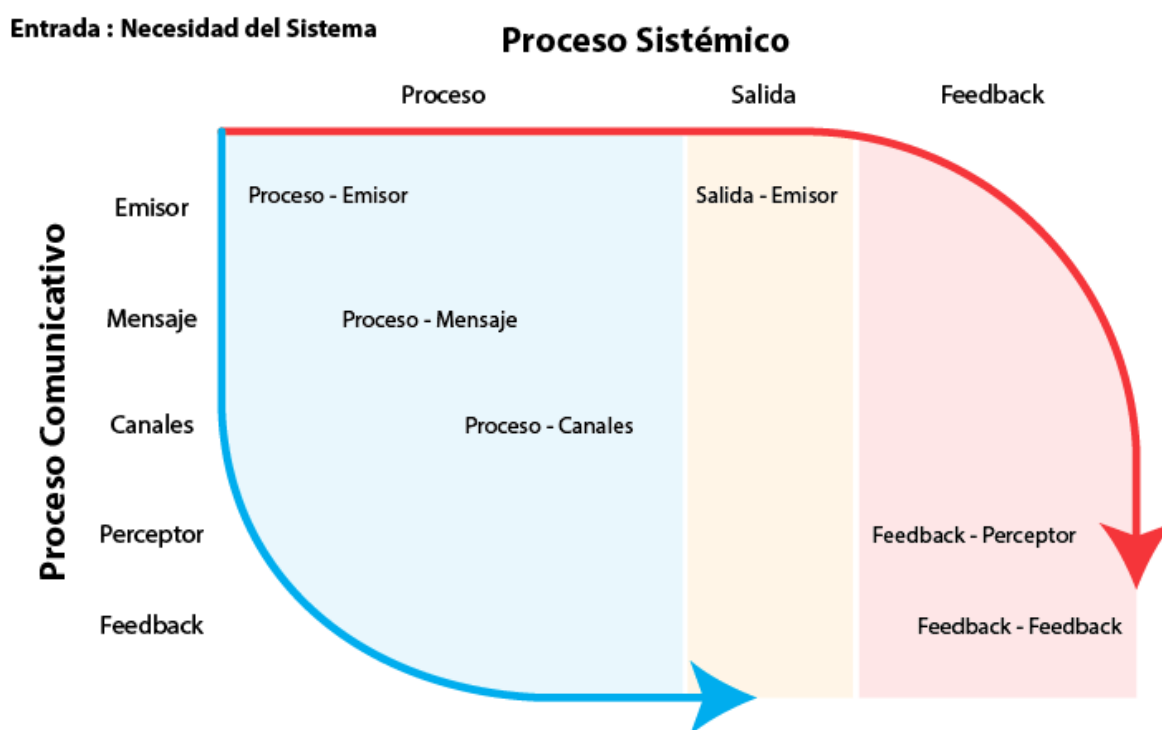 Entrada : Necesidad del Sistema
Proceso Sistémico
Proceso
Salida
Feedback
Proceso Comunicativo
Emisor
Proceso - Emisor
Salida - Emisor
Mensaje
Proceso - Mensaje
Canales
Proceso - Canales
Perceptor
Feedback - Perceptor
Feedback
Feedback - Feedback